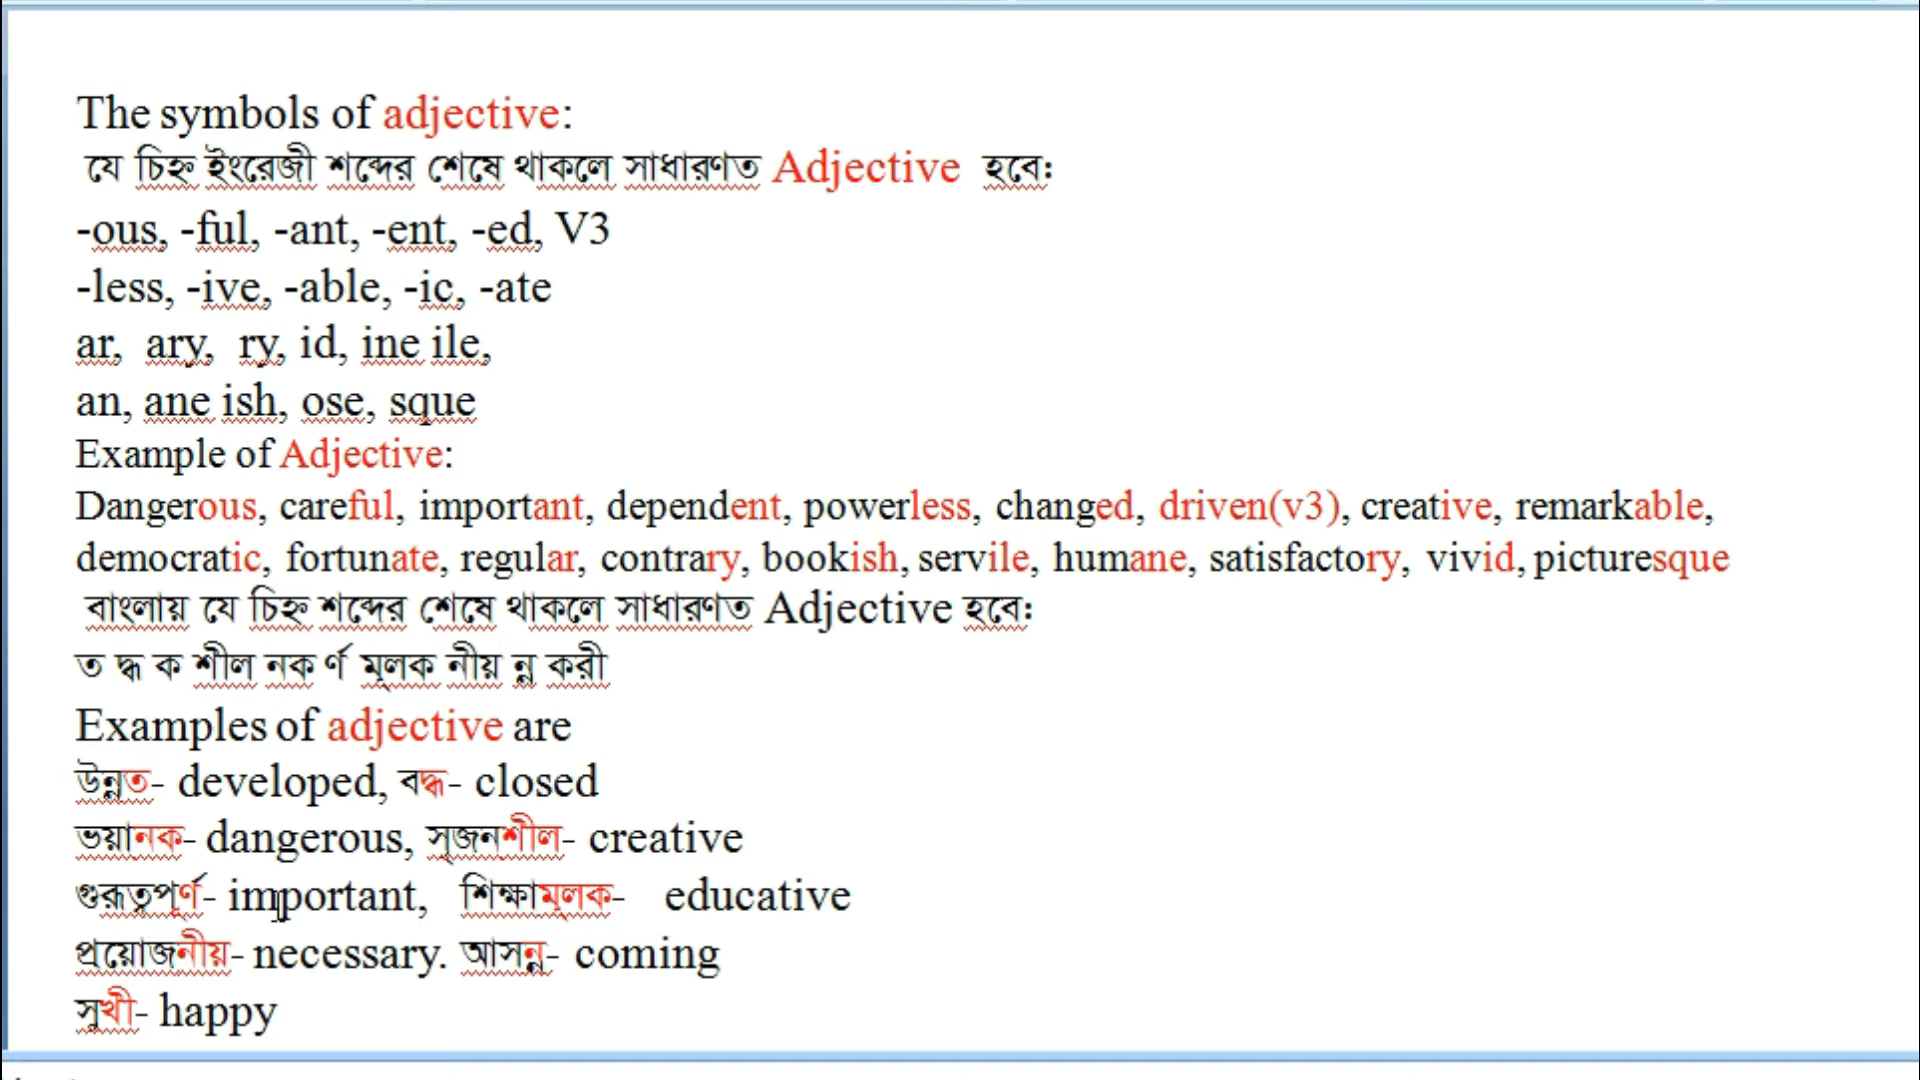 The symbols of adjective:
যে চিহ্ন ইংরেজী শব্দের শেষে থাকলে সাধারণত Adjective হবেঃ
-ous, -ful, -ant, -ent, -ed, V3
-less, -ive, -able, -ic, -ate
ar, ary, ry, id, ine ile,
an, ane ish, ose, sque
Example of Adjective:
Dangerous, careful, important, dependent, powerless, changed, driven(v3), creative, remarkable,
democratic, fortunate, regular, contrary, bookish, servile, humane, satisfactory, vivid, picturesque
বাংলায় যে চিহ্ন শব্দের শেষে থাকলে সাধারণত Adjective হবেঃ
ত দ্ধ ক শীল নক র্ণ মূলক নীয় ন্ন করী
Examples of adjective are
উন্নত- developed, বদ্ধ- closed
ভয়ানক- dangerous, সৃজনশীল- creative
গুরূত্বপূর্ণ- important, শিক্ষামূলক- educative
প্রয়োজনীয়- necessary. আসন্ন- coming
সুখী- happy